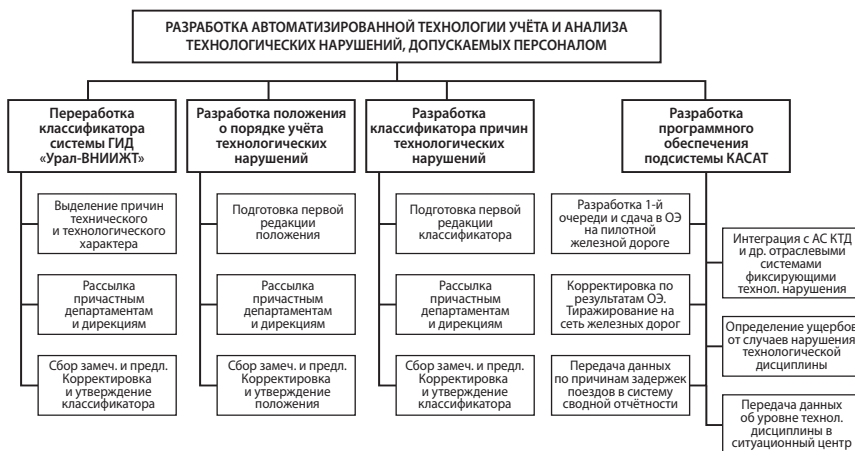 РАЗРАБОТКА АВТОМАТИЗИРОВАННОЙ ТЕХНОЛОГИИ УЧЁТА И АНАЛИЗА
ТЕХНОЛОГИЧЕСКИХ НАРУШЕНИЙ, ДОПУСКАЕМЫХ ПЕРСОНАЛОМ
Переработка
классификатора
системы ГИД
«Урал-ВНИИЖТ»
Выделение причин
технического
и технологического
характера
Рассылка
причастным
департаментам
и дирекциям
Сбор замеч. и предл.
Корректировка
и утверждение
классификатора
Разработка положения
о порядке учёта
технологических
нарушений
Подготовка первой
редакции
положения
Рассылка
причастным
департаментам
и дирекциям
Сбор замеч. и предл.
Корректировка
и утверждение
положения
Разработка
классификатора причин
технологических
нарушений
Подготовка первой
редакции
классификатора
Рассылка
причастным
департаментам
и дирекциям
Сбор замеч. и предл.
Корректировка
и утверждение
классификатора
Разработка
программного
обеспечения
подсистемы КАСАТ
Разработка 1-й
очереди и сдача в ОЭ
на пилотной
железной дороге
Корректировка по
результатам ОЭ.
Тиражирование на
сеть железных дорог
Передача данных
по причинам задержек
поездов в систему
сводной отчётности
Интеграция с АС КТД
и др. отраслевыми
системами
фиксирующими
технол. нарушения
Определение ущербов
от случаев нарушения
технологической
дисциплины
Передача данных
об уровне технол.
дисциплины в
ситуационный центр